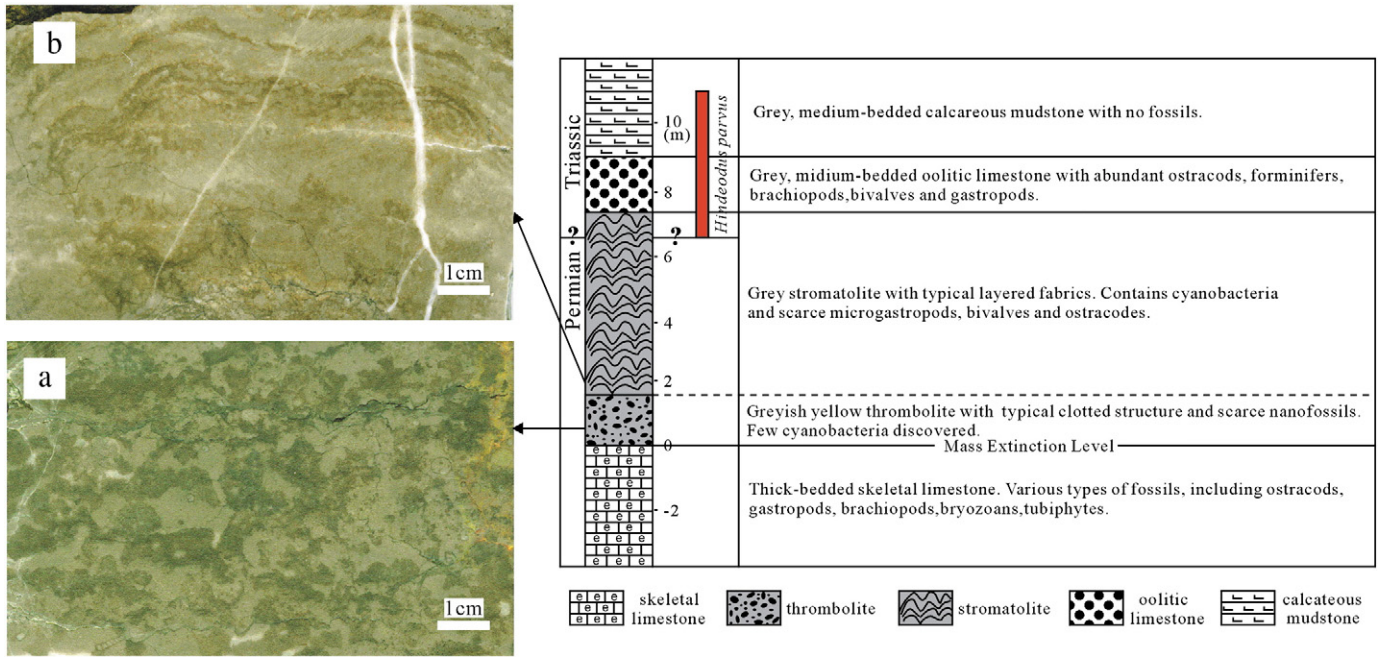 b
1cm
a
1cm
Triassic
?
Permian
10
(m)
8
6
4
2
0
-2
Hindeodus parvus
?
Grey, medium-bedded calcareous mudstone with no fossils.
Grey, midium-bedded oolitic limestone with abundant ostracods, forminifers,
brachiopods,bivalves and gastropods.
Grey stromatolite with typical layered fabrics. Contains cyanobacteria
and scarce microgastropods, bivalves and ostracodes.
Greyish yellow thrombolite with typical clotted structure and scarce nanofossils.
Few cyanobacteria discovered.
Mass Extinction Level
Thick-bedded skeletal limestone. Various types of fossils, including ostracods,
gastropods, brachiopods,bryozoans,tubiphytes.
skeletal
limestone
thrombolite
stromatolite
oolitic
limestone
calcateous
mudstone